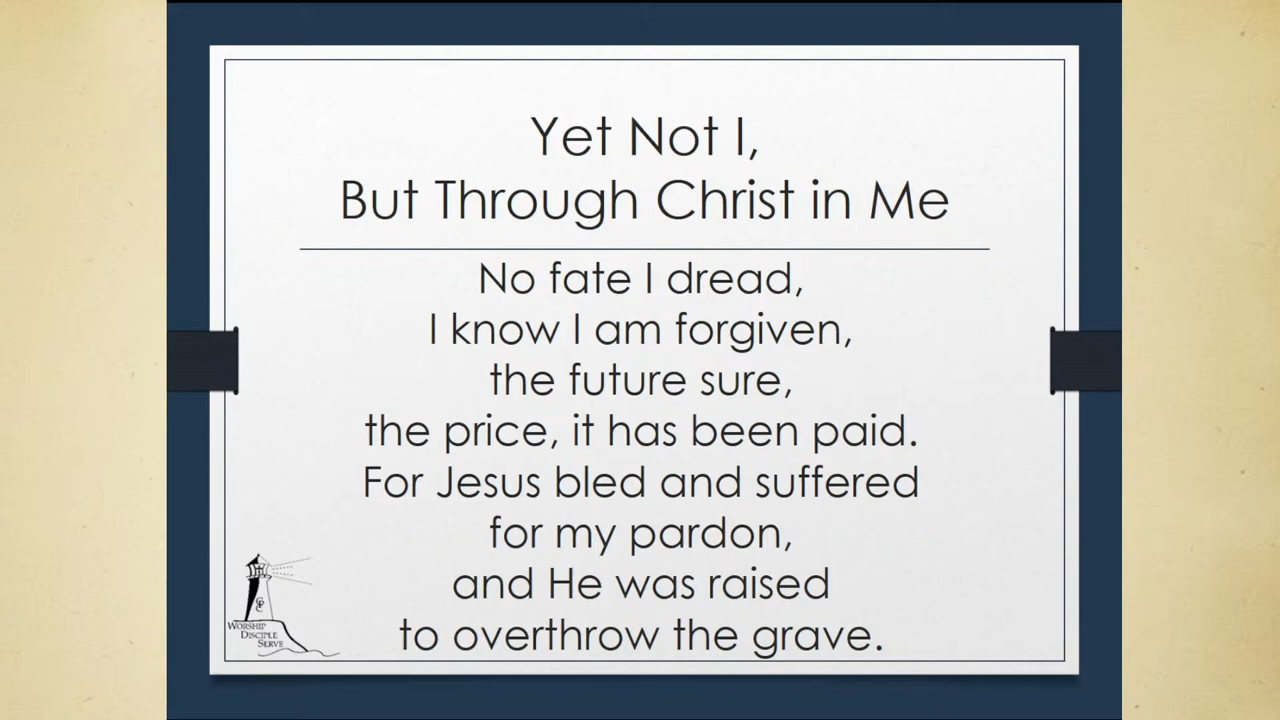 Yet Not I,
But Through Christ in Me
No fate I dread,
I know I am forgiven,
the future sure,
the price, it has been paid.
For Jesus bled and suffered
for my pardon,
and He was raised
to overthrow the grave.
WORSHIP
DISCIPLE
SERVE